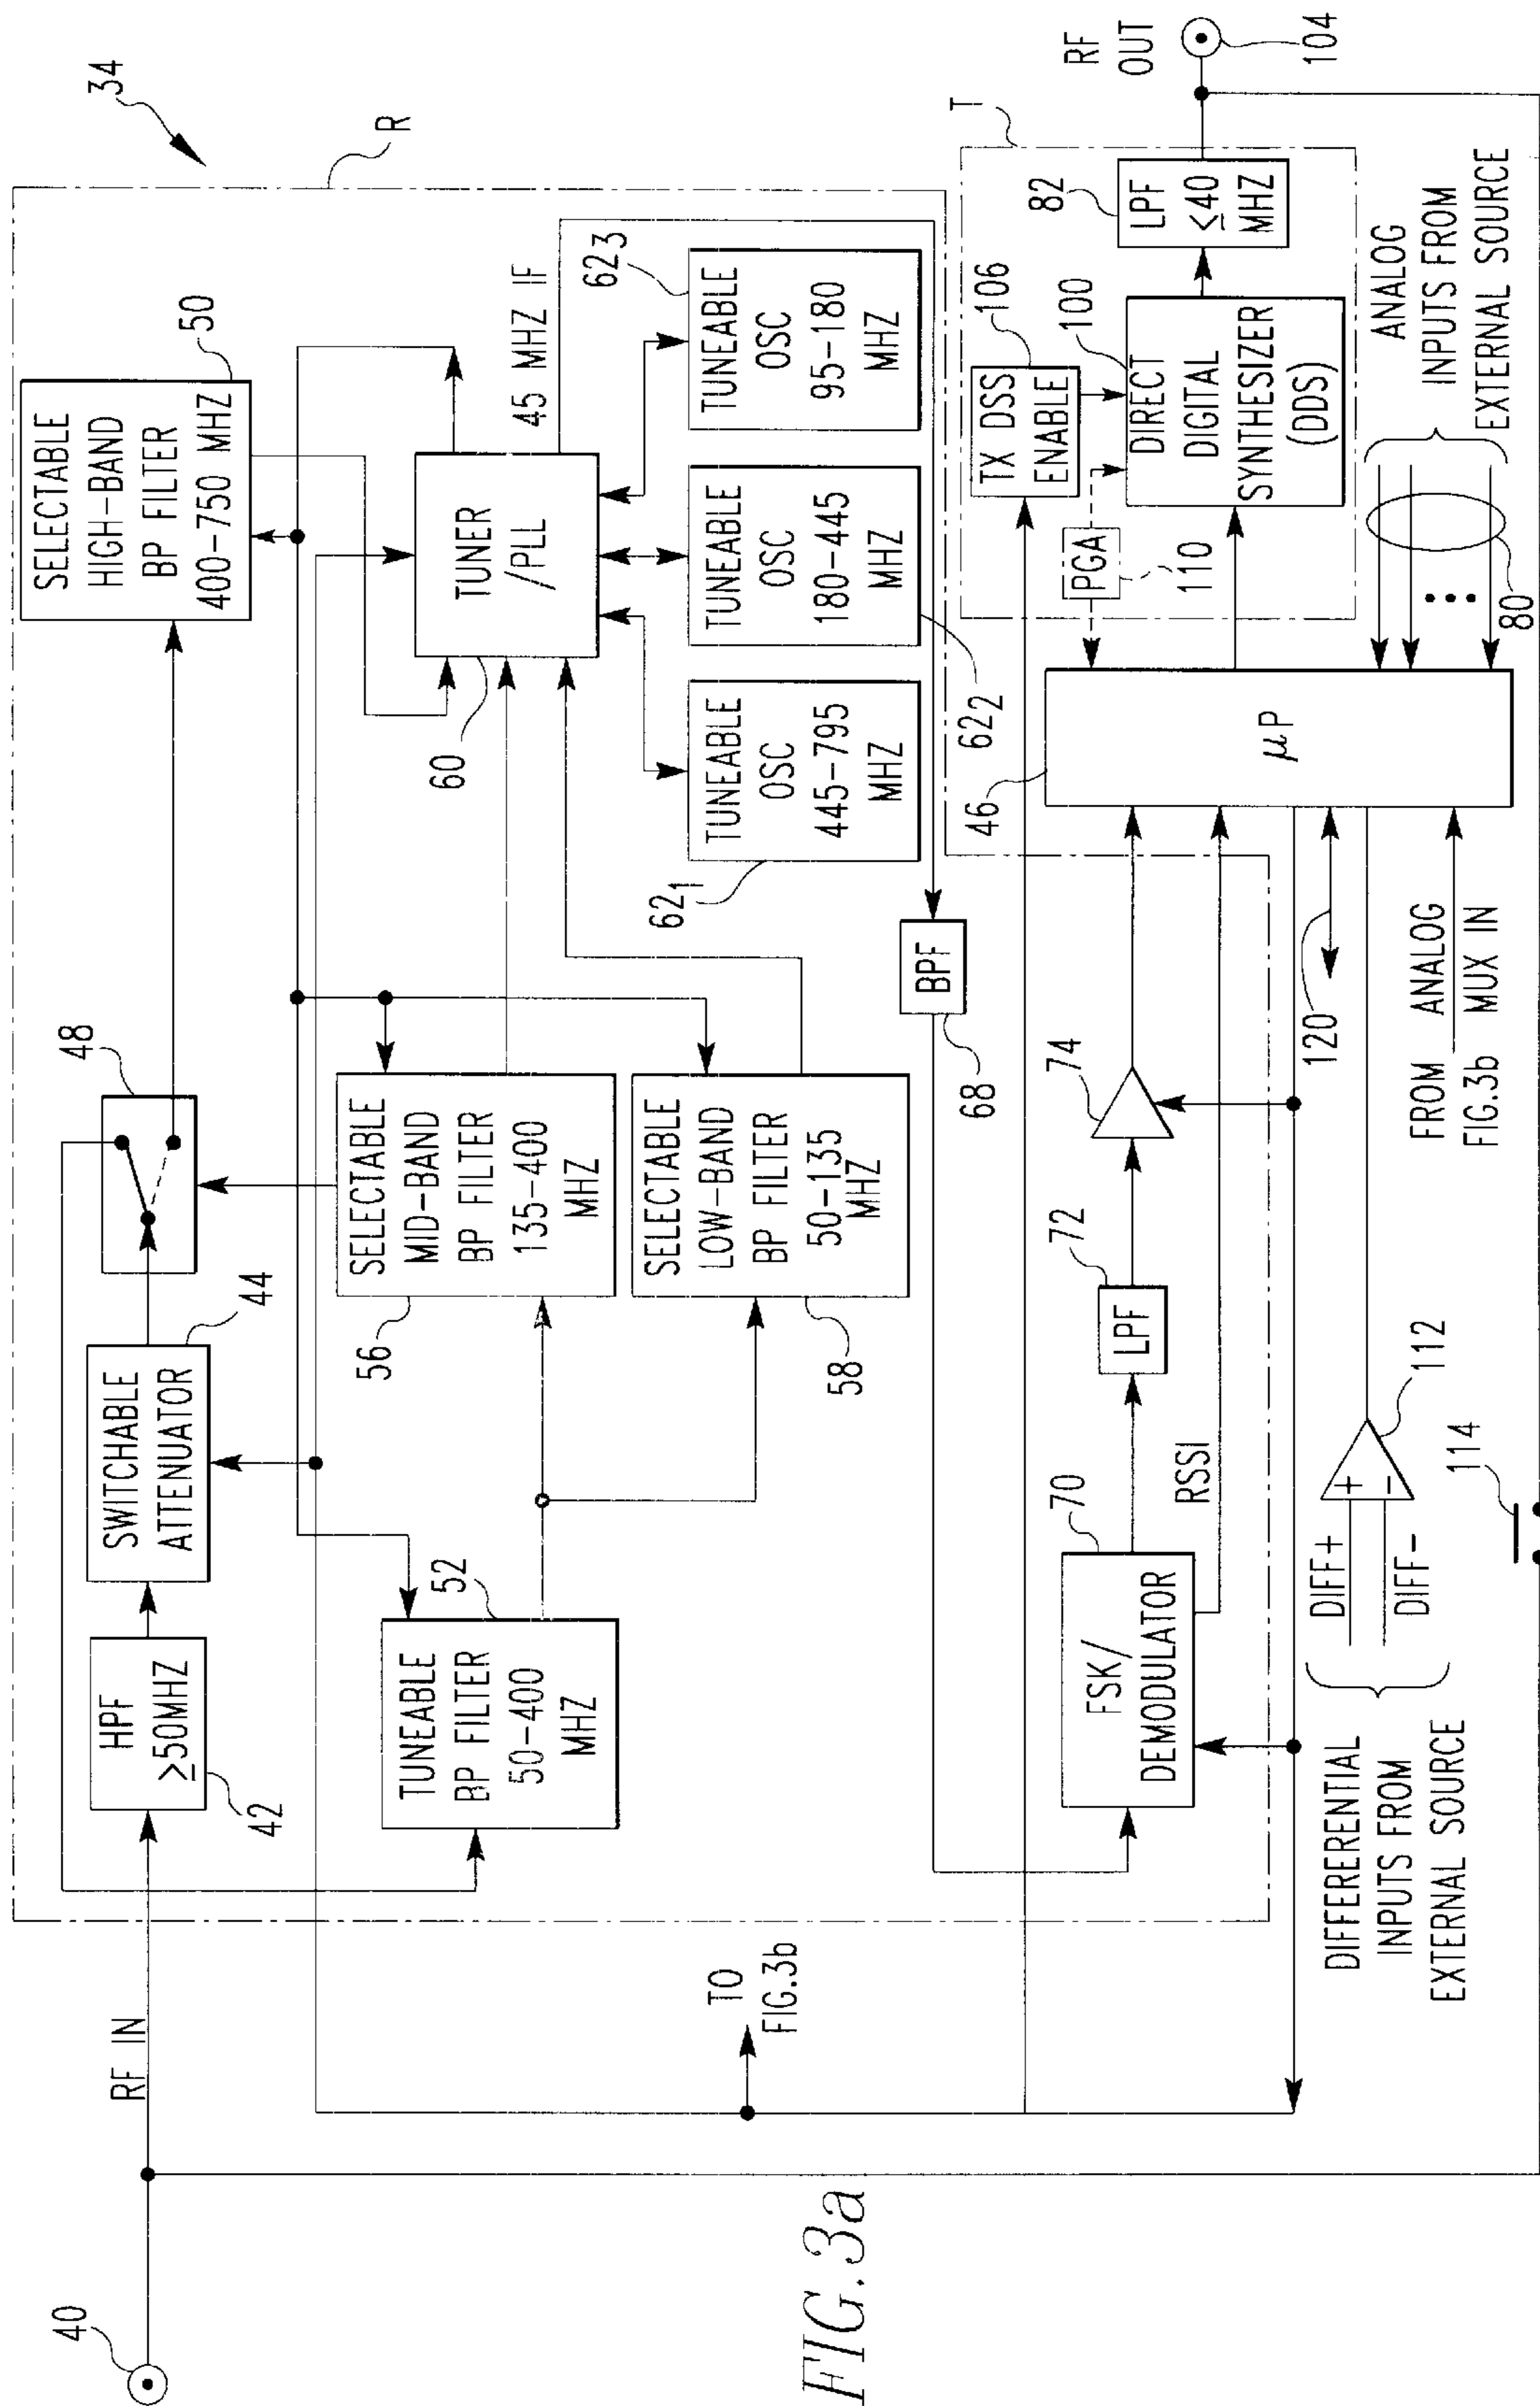 34
R
40
RF IN
HPF
≥50MHZ
42
SWITCHABLE
ATTENUATOR
44
48
SELECTABLE
HIGH-BAND
BP FILTER
400-750 MHZ
50
TUNEABLE
BP FILTER
50-400
MHZ
52
SELECTABLE
MID-BAND
BP FILTER
135-400
MHZ
56
SELECTABLE
LOW-BAND
BP FILTER
50-135
MHZ
58
TUNER
/PLL
60
45 MHZ IF
TUNEABLE
OSC
445-795
MHZ
62₁
TUNEABLE
OSC
180-445
MHZ
62₂
TUNEABLE
OSC
95-180
MHZ
62₃
BPF
68
TO
FIG.3b
FSK/
DEMODULATOR
70
RSSI
LPF
72
74
µP
46
T
TX DSS
ENABLE
106
PGA
110
DIRECT
DIGITAL
SYNTHESIZER
(DDS)
100
LPF
≤40
MHZ
82
RF
OUT
104
ANALOG
INPUTS FROM
EXTERNAL SOURCE
80
120
FROM ANALOG
FIG.3b MUX IN
112
DIFF+
DIFF-
+
-
114
DIFFERENTIAL
INPUTS FROM
EXTERNAL SOURCE
FIG.3a